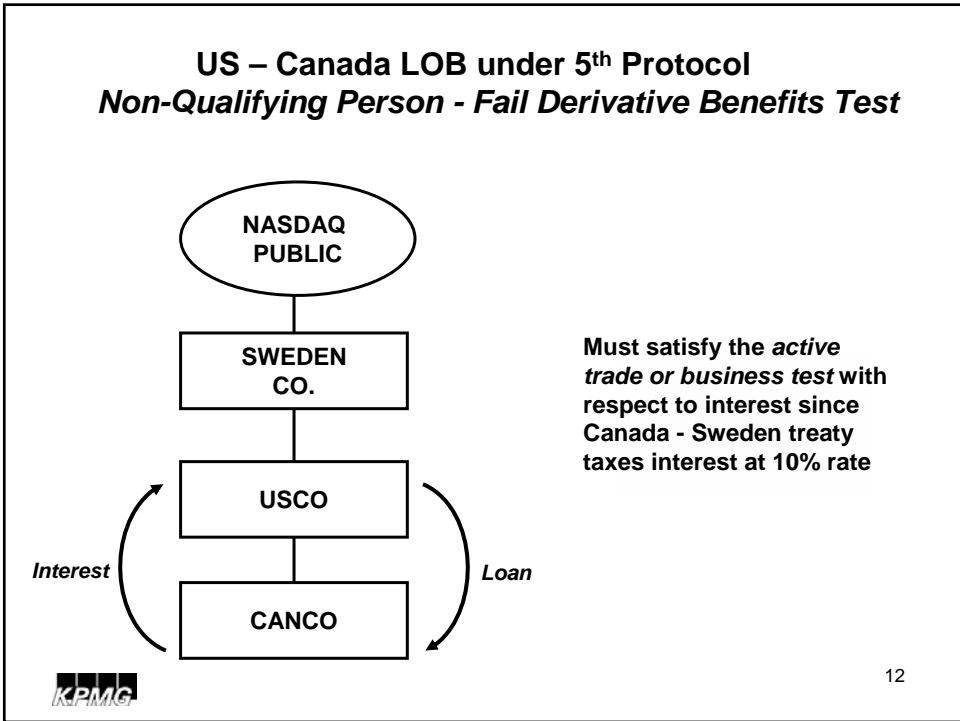 US – Canada LOB under 5th Protocol
Non-Qualifying Person - Fail Derivative Benefits Test
NASDAQ
PUBLIC
SWEDEN
CO.
Must satisfy the active
trade or business test with
respect to interest since
Canada - Sweden treaty
taxes interest at 10% rate
USCO
Interest
Loan
CANCO
KPMG
12